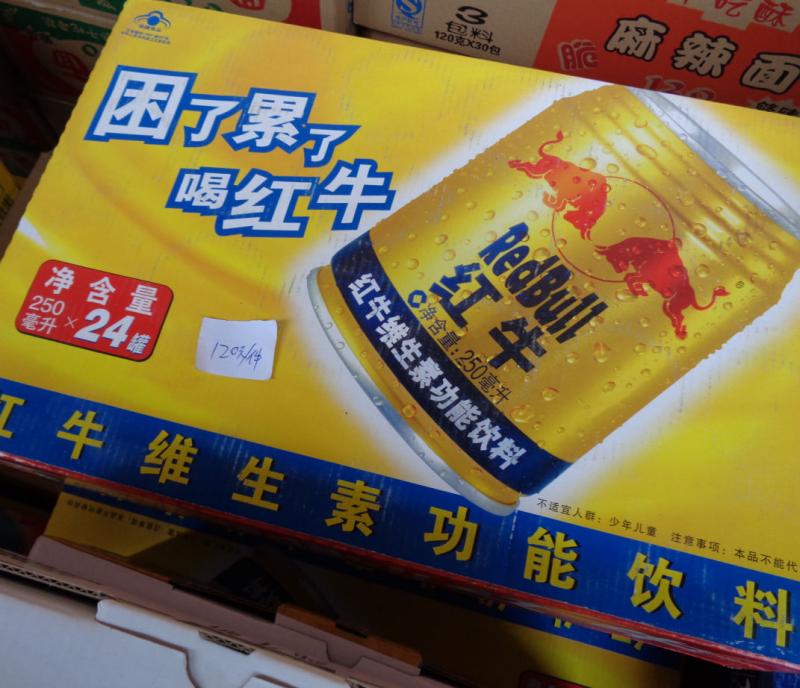 3
包料
120克X30包
麻辣面
困了累了
喝红牛
净含量
250
毫升
×24罐
120元/件
RedBull
红牛
净含量:250毫升
红牛维生素功能饮料
红牛维生素功能饮料
不适宜人群:少年儿童 注意事项:本品不能代